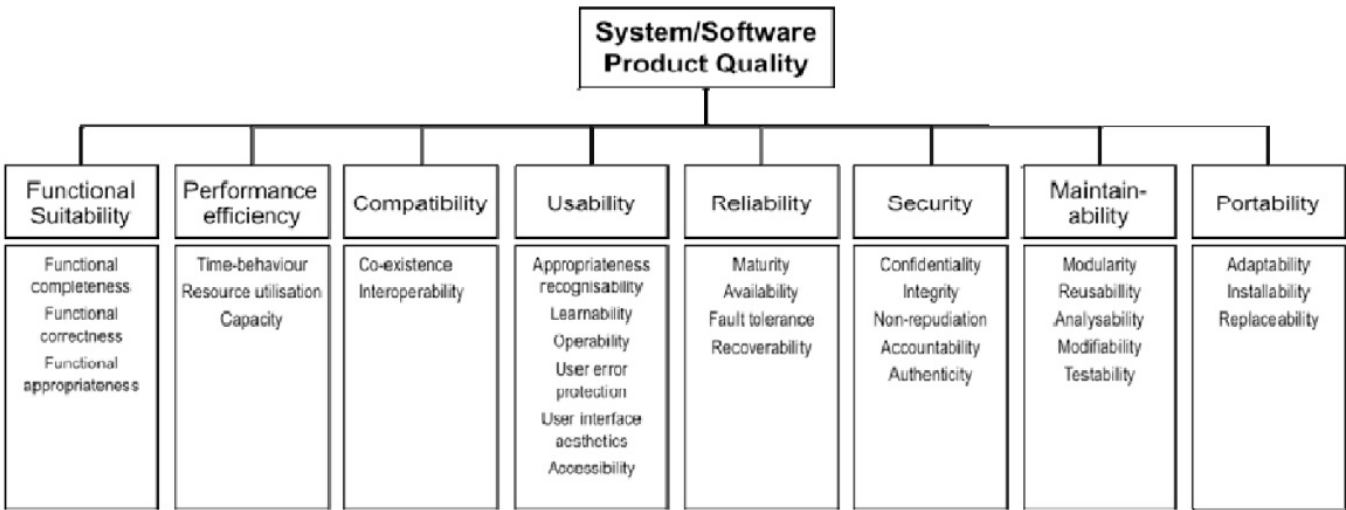 System/Software
Product Quality
Functional
Suitability
Performance
efficiency
Compatibility
Usability
Reliability
Security
Maintain-
ability
Portability
Functional
completeness
Functional
correctness
Functional
appropriateness
Time-behaviour
Resource utilisation
Capacity
Co-existence
Interoperability
Appropriateness
recognisability
Learnability
Operability
User error
protection
User interface
aesthetics
Accessibility
Maturity
Availability
Fault tolerance
Recoverability
Confidentiality
Integrity
Non-repudiation
Accountability
Authenticity
Modularity
Reusabillity
Analysability
Modifiability
Testability
Adaptability
Installability
Replaceability